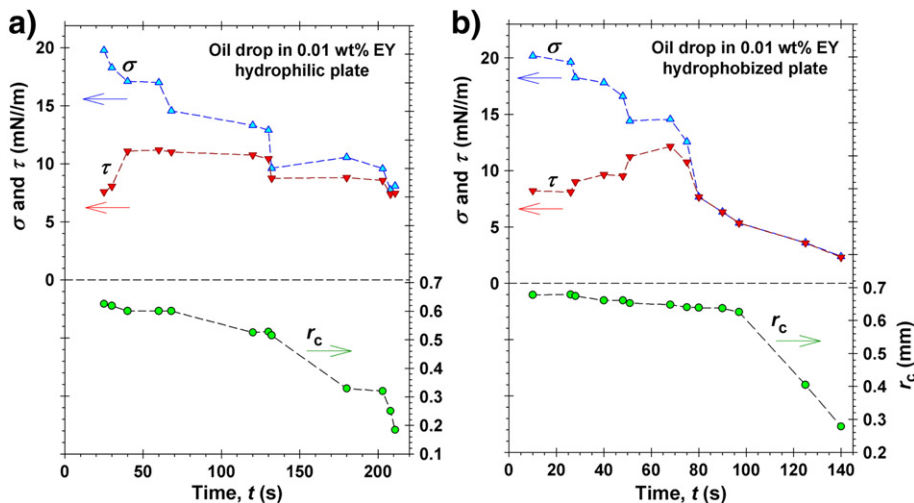 a)
Oil drop in 0.01 wt% EY
hydrophilic plate
σ
τ
r_c
σ and τ (mN//m)
20
15
10
5
0
0.7
0.6
0.5
0.4
0.3
0.2
0.1
0 50 100 150 200
Time, t (s)
b)
Oil drop in 0.01 wt% EY
hydrophobized plate
σ
τ
r_c
σ and τ (mN//m)
20
15
10
5
0
0.7
0.6
0.5
0.4
0.3
0.2
r_c (mm)
0 20 40 60 80 100 120 140
Time, t (s)